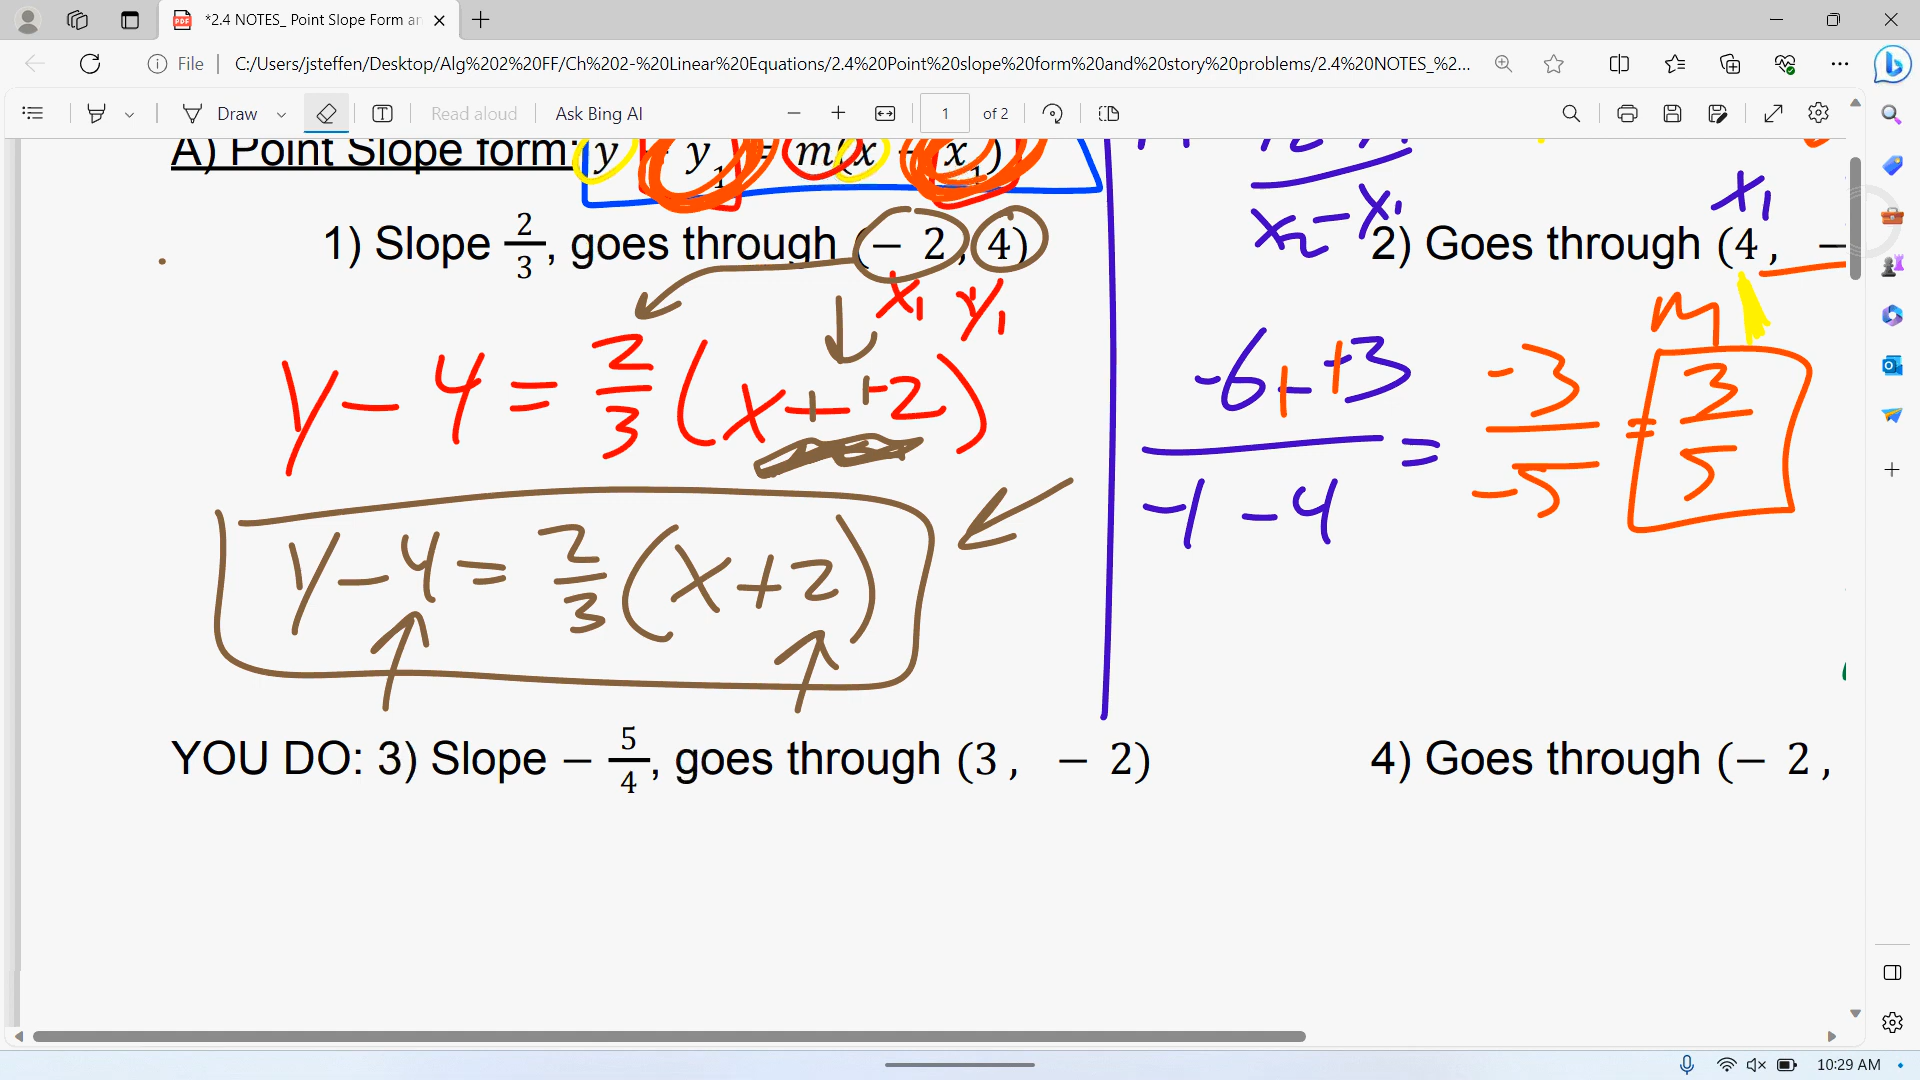 *2.4 NOTES_ Point Slope Form an
File
C:/Users/jsteffen/Desktop/Alg%202%20FF/Ch%202-%20Linear%20Equations/2.4%20Point%20slope%20form%20and%20story%20problems/2.4%20NOTES_%2...
Draw
Read aloud
Ask Bing AI
1 of 2
A) Point Slope form: y - y₁ = m(x - x₁)
x₂ - x₁
x₁
1) Slope 2/3, goes through (− 2, 4)
2) Goes through (4, −
x₁ y₁
m
y - 4 = 2/3 (x - + -2)
-6 + +3 / -1 - 4 = -3 / -5 = 3/5
y - 4 = 2/3 (x + 2)
YOU DO: 3) Slope − 5/4, goes through (3, − 2)
4) Goes through (− 2,
10:29 AM